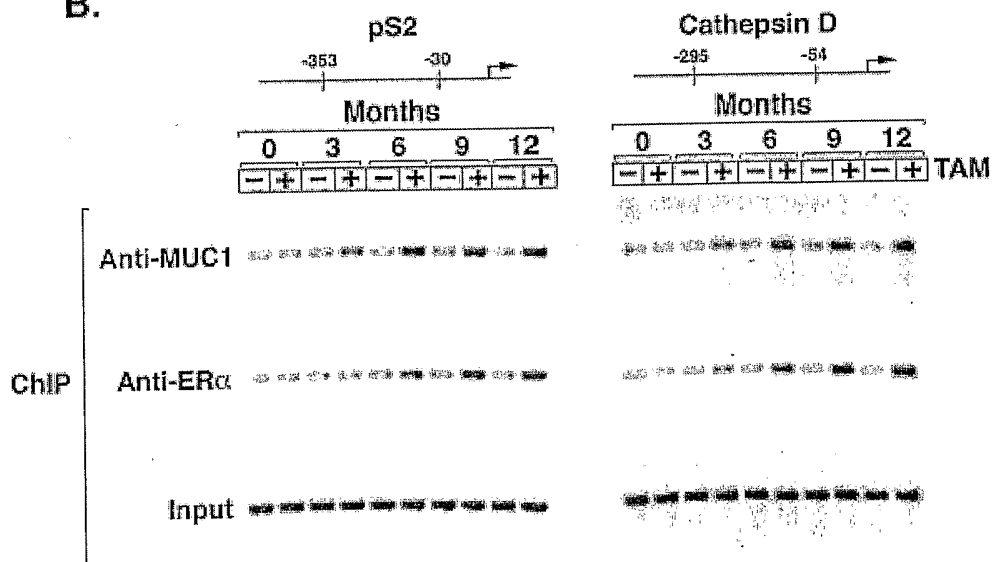 B.
pS2
Cathepsin D
-353 -30
-295 -54
Months
Months
0 3 6 9 12
0 3 6 9 12
− + − + − + − + − +
− + − + − + − + − + TAM
Anti-MUC1
ChIP
Anti-ERα
Input